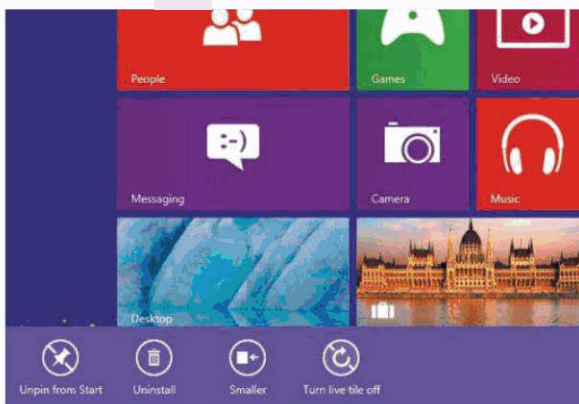 People
Games
Video
:-)
Messaging
Camera
Music
Desktop
Unpin from Start
Uninstall
Smaller
Turn live tile off